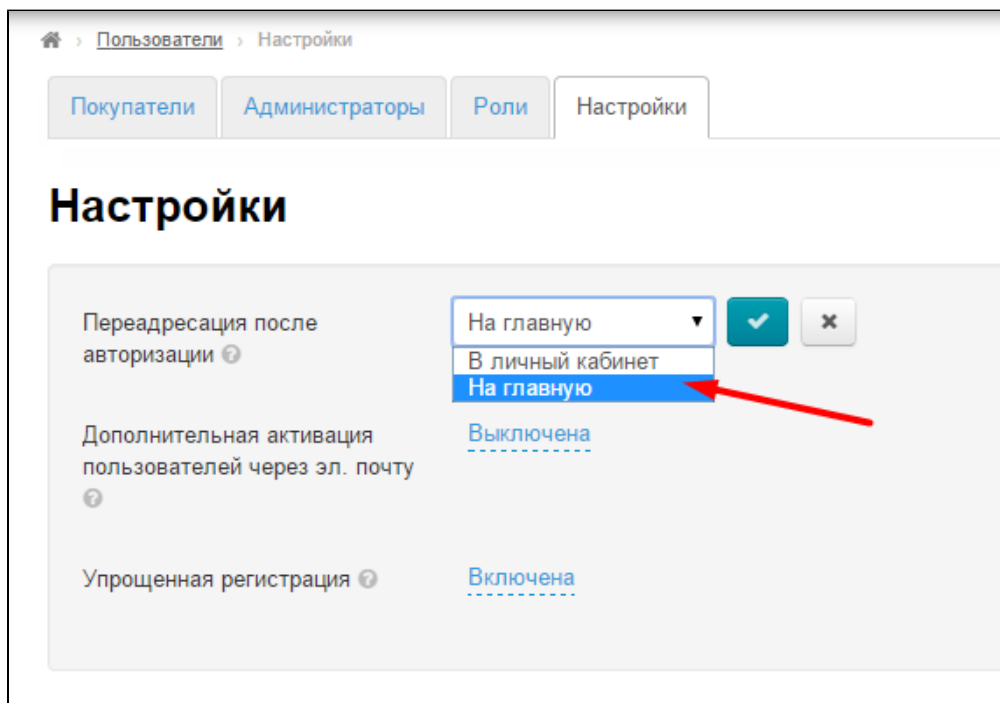 Пользователи › Настройки
Покупатели Администраторы Роли Настройки
Настройки
Переадресация после
авторизации
На главную
В личный кабинет
На главную
Дополнительная активация
пользователей через эл. почту
Выключена
Упрощенная регистрация
Включена